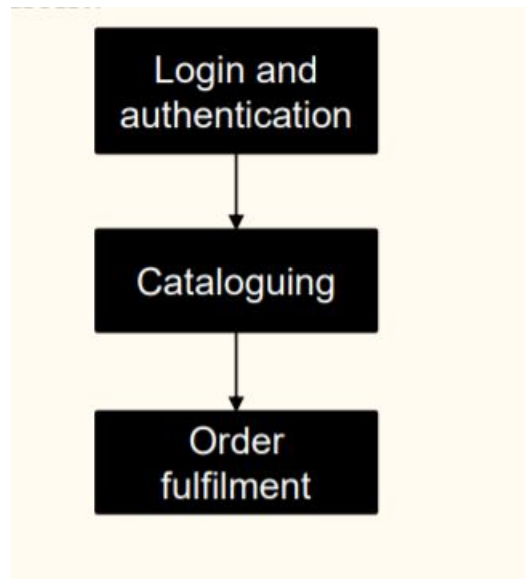 Login and
authentication
Cataloguing
Order
fulfilment